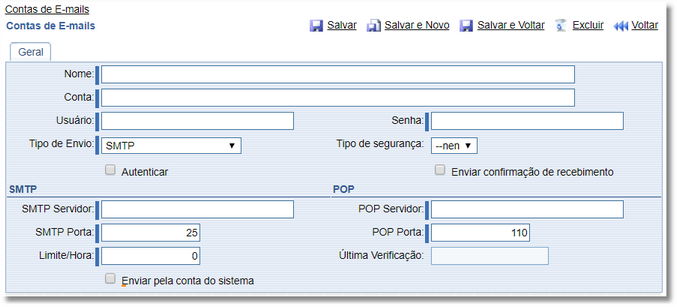 Contas de E-mails
Contas de E-mails Salvar Salvar e Novo Salvar e Voltar Excluir Voltar
Geral
Nome:
Conta:
Usuário: Senha:
Tipo de Envio: SMTP Tipo de segurança: --nen
Autenticar Enviar confirmação de recebimento
SMTP POP
SMTP Servidor: POP Servidor:
SMTP Porta: 25 POP Porta: 110
Limite/Hora: 0 Última Verificação:
Enviar pela conta do sistema